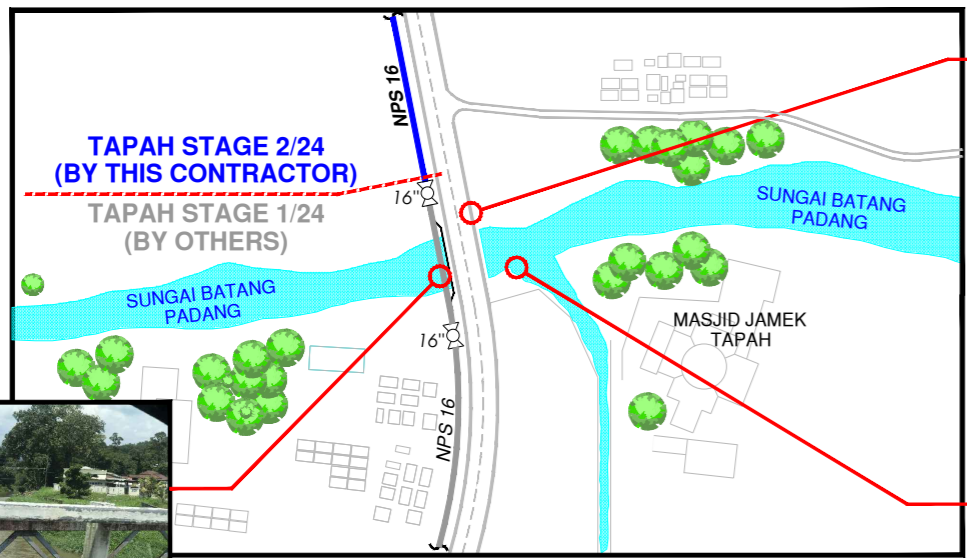 NPS 16
TAPAH STAGE 2/24
(BY THIS CONTRACTOR)
16"
TAPAH STAGE 1/24
(BY OTHERS)
SUNGAI BATANG
PADANG
SUNGAI BATANG
PADANG
16"
MASJID JAMEK
TAPAH
NPS 16